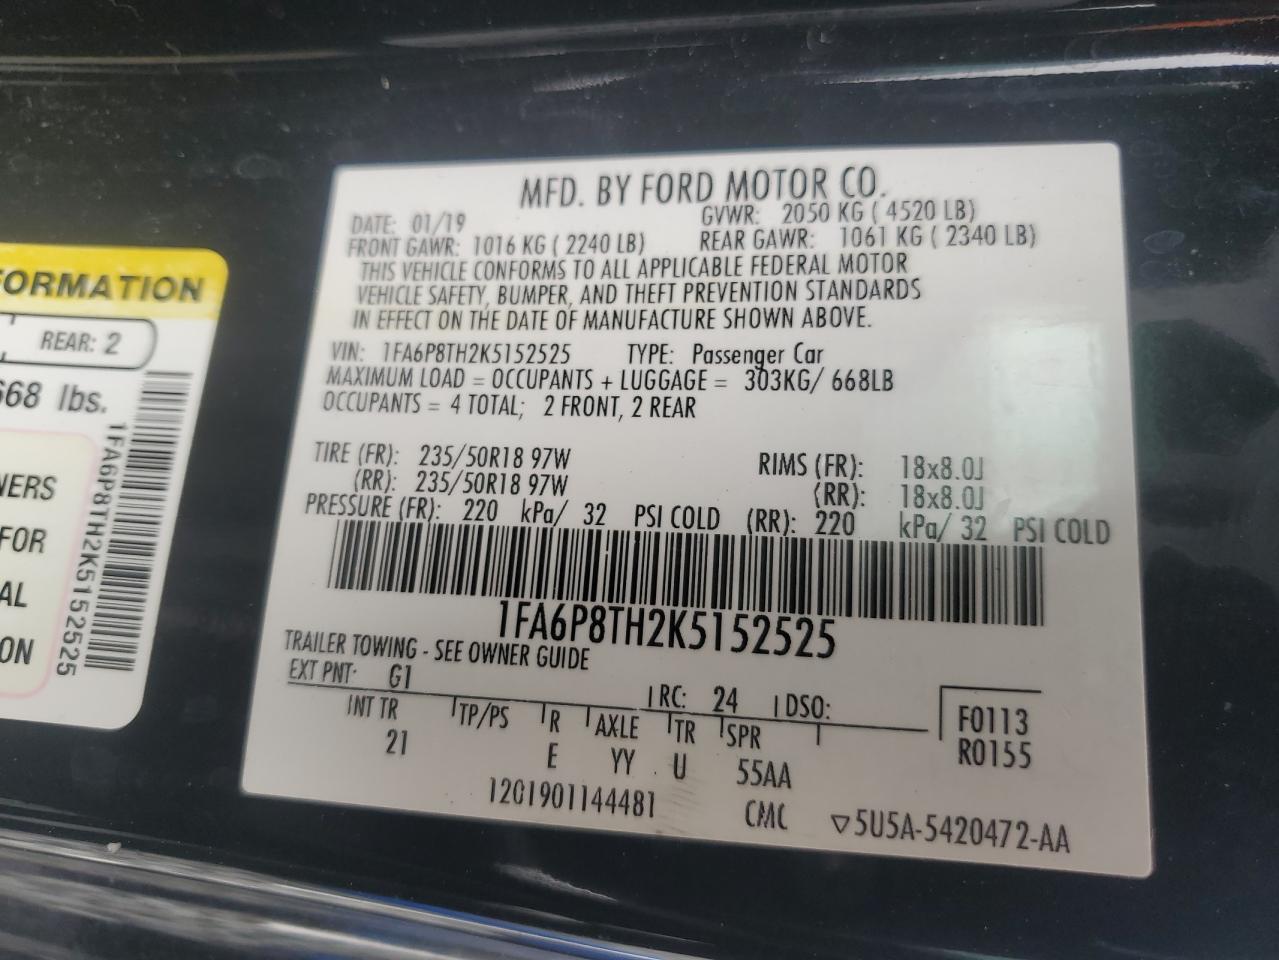 MFD. BY FORD MOTOR CO.
DATE: 01/19 GVWR: 2050 KG ( 4520 LB)
FRONT GAWR: 1016 KG ( 2240 LB) REAR GAWR: 1061 KG ( 2340 LB)
THIS VEHICLE CONFORMS TO ALL APPLICABLE FEDERAL MOTOR
VEHICLE SAFETY, BUMPER, AND THEFT PREVENTION STANDARDS
IN EFFECT ON THE DATE OF MANUFACTURE SHOWN ABOVE.
VIN: 1FA6P8TH2K5152525 TYPE: Passenger Car
MAXIMUM LOAD = OCCUPANTS + LUGGAGE = 303KG/ 668LB
OCCUPANTS = 4 TOTAL; 2 FRONT, 2 REAR
TIRE (FR): 235/50R18 97W RIMS (FR): 18x8.0J
(RR): 235/50R18 97W (RR): 18x8.0J
PRESSURE (FR): 220 kPa/ 32 PSI COLD (RR): 220 kPa/ 32 PSI COLD
1FA6P8TH2K5152525
TRAILER TOWING - SEE OWNER GUIDE
EXT PNT: G1 RC: 24 DSO: F0113
INT TR TP/PS R AXLE TR SPR R0155
21 E YY U 55AA
1201901144481 CMC ▽5U5A-5420472-AA
ORMATION
REAR: 2
668 lbs.
NERS
FOR
AL
ON
1FA6P8TH2K5152525